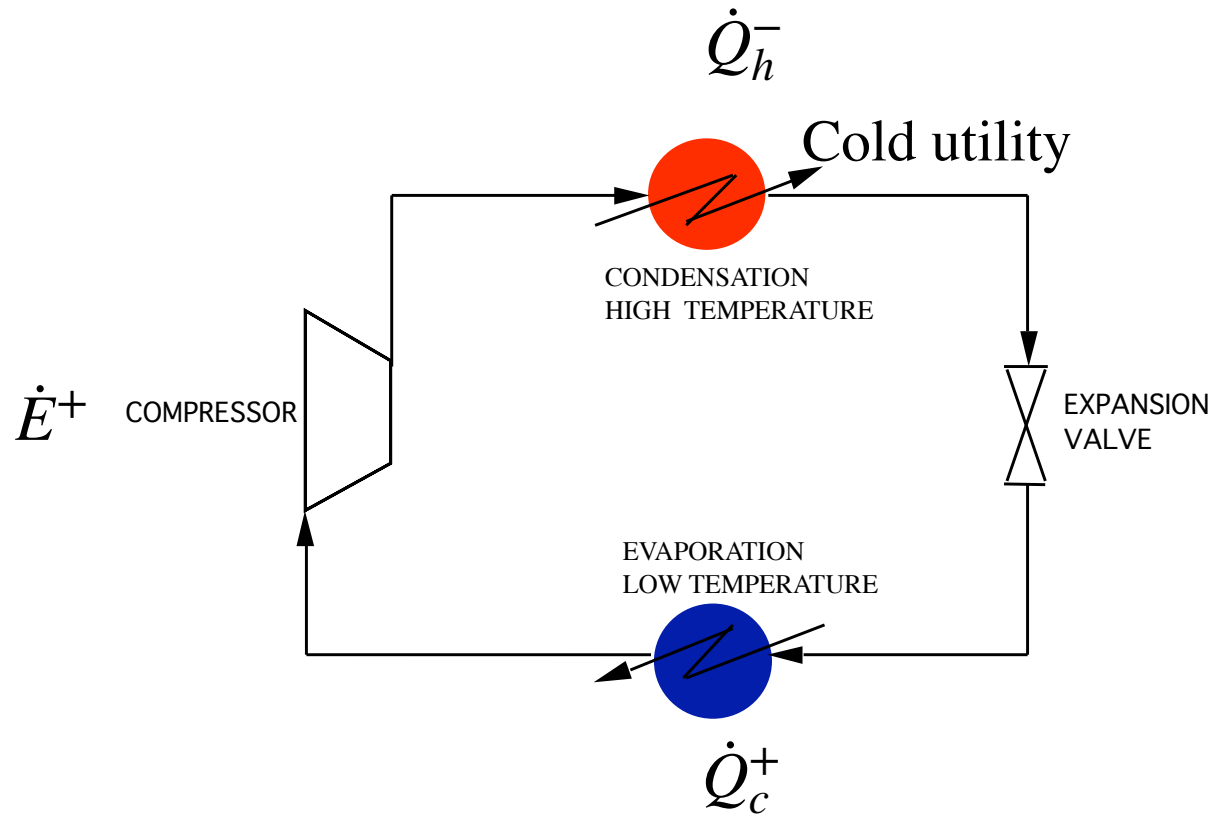 Q̇h−
Cold utility
CONDENSATION
HIGH TEMPERATURE
Ė+
COMPRESSOR
EXPANSION
VALVE
EVAPORATION
LOW TEMPERATURE
Q̇c+